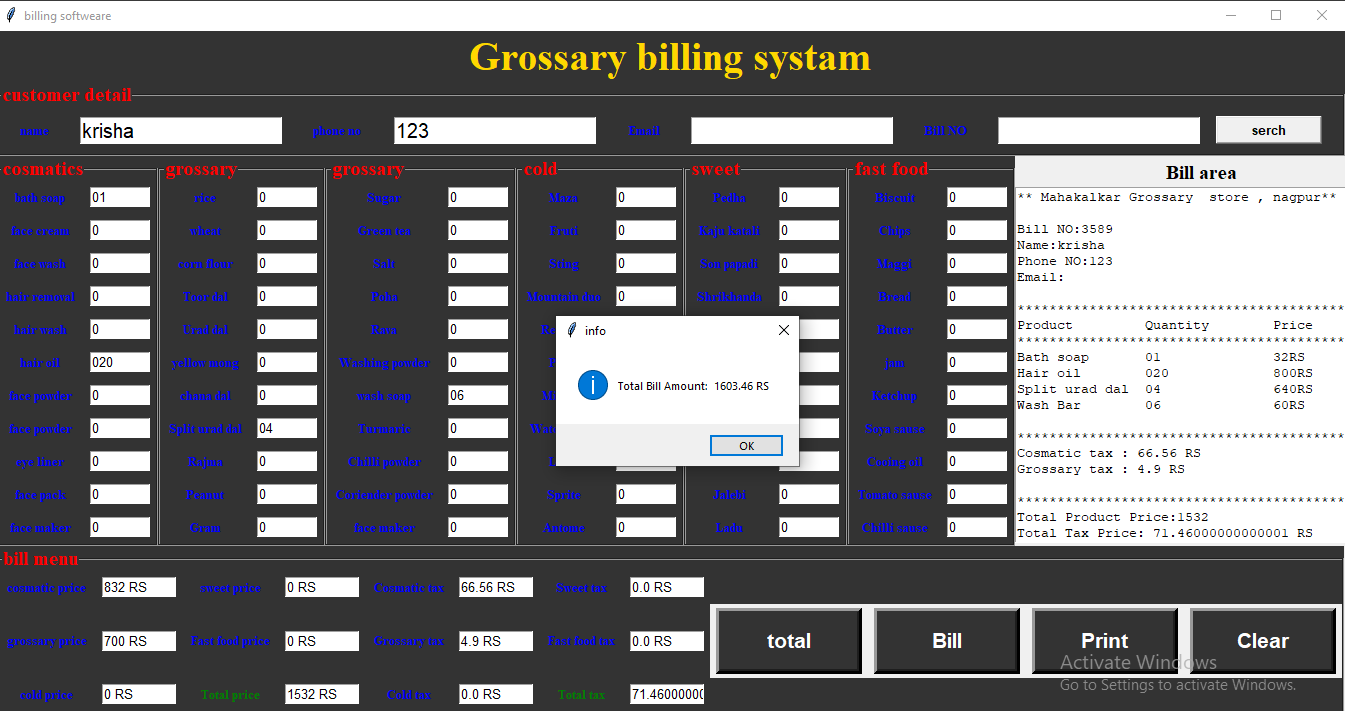 billing softweare
Grossary billing systam
customer detail
name krisha phone no 123 Email Bill NO serch
cosmatics grossary grossary cold sweet fast food Bill area
bath soap 01 rice 0 Sugar 0 Maza 0 Pedha 0 Biscuit 0
face cream 0 wheat 0 Green tea 0 Fruti 0 Kaju katali 0 Chips 0
face wash 0 corn flour 0 Salt 0 Sting 0 Son papadi 0 Maggi 0
hair removal 0 Toor dal 0 Poha 0 Mountain duo 0 Shrikhanda 0 Bread 0
hair wash 0 Urad dal 0 Rava 0 Butter 0
hair oil 020 yellow mong 0 Washing powder 0 jam 0
face powder 0 chana dal 0 wash soap 06 Ketchup 0
face powder 0 Split urad dal 04 Turmaric 0 Soya sause 0
eye liner 0 Rajma 0 Chilli powder 0 Cooing oil 0
face pack 0 Peanut 0 Coriender powder 0 Sprite 0 Jalebi 0 Tomato sause 0
face maker 0 Gram 0 face maker 0 Antome 0 Ladu 0 Chilli sause 0
** Mahakalkar Grossary store , nagpur**
Bill NO:3589
Name:krisha
Phone NO:123
Email:
*****************************************
Product Quantity Price
*****************************************
Bath soap 01 32RS
Hair oil 020 800RS
Split urad dal 04 640RS
Wash Bar 06 60RS
*****************************************
Cosmatic tax : 66.56 RS
Grossary tax : 4.9 RS
*****************************************
Total Product Price:1532
Total Tax Price: 71.46000000000001 RS
info
Total Bill Amount: 1603.46 RS
OK
bill menu
cosmatic price 832 RS sweet price 0 RS Cosmatic tax 66.56 RS Sweet tax 0.0 RS
grossary price 700 RS Fast food price 0 RS Grossary tax 4.9 RS Fast food tax 0.0 RS
cold price 0 RS Total price 1532 RS Cold tax 0.0 RS Total tax 71.46000000
total Bill Print Clear
Activate Windows
Go to Settings to activate Windows.